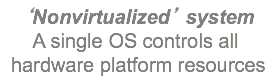 ‘Nonvirtualized’ system
A single OS controls all
hardware platform resources